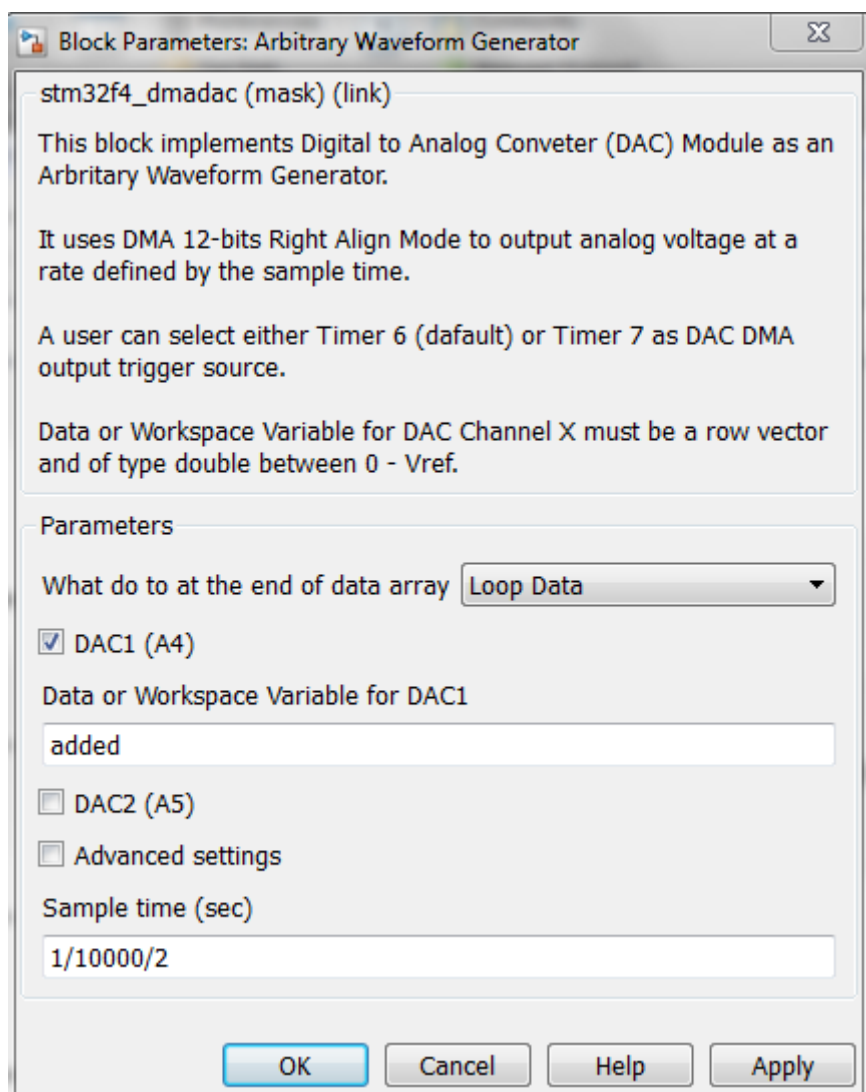 Block Parameters: Arbitrary Waveform Generator
stm32f4_dmadac (mask) (link)
This block implements Digital to Analog Conveter (DAC) Module as an
Arbritary Waveform Generator.
It uses DMA 12-bits Right Align Mode to output analog voltage at a
rate defined by the sample time.
A user can select either Timer 6 (dafault) or Timer 7 as DAC DMA
output trigger source.
Data or Workspace Variable for DAC Channel X must be a row vector
and of type double between 0 - Vref.
Parameters
What do to at the end of data array Loop Data
DAC1 (A4)
Data or Workspace Variable for DAC1
added
DAC2 (A5)
Advanced settings
Sample time (sec)
1/10000/2
OK Cancel Help Apply